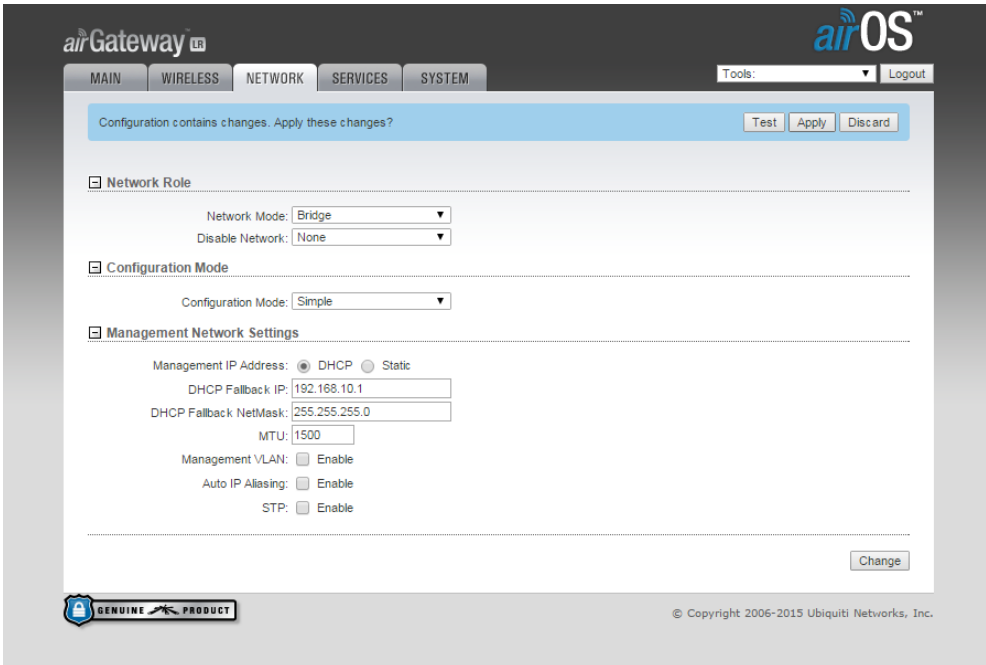 airGateway LR
airOS™
MAIN WIRELESS NETWORK SERVICES SYSTEM
Tools: Logout
Configuration contains changes. Apply these changes? Test Apply Discard
Network Role
Network Mode: Bridge
Disable Network: None
Configuration Mode
Configuration Mode: Simple
Management Network Settings
Management IP Address: DHCP Static
DHCP Fallback IP: 192.168.10.1
DHCP Fallback NetMask: 255.255.255.0
MTU: 1500
Management VLAN: Enable
Auto IP Aliasing: Enable
STP: Enable
Change
GENUINE PRODUCT
© Copyright 2006-2015 Ubiquiti Networks, Inc.